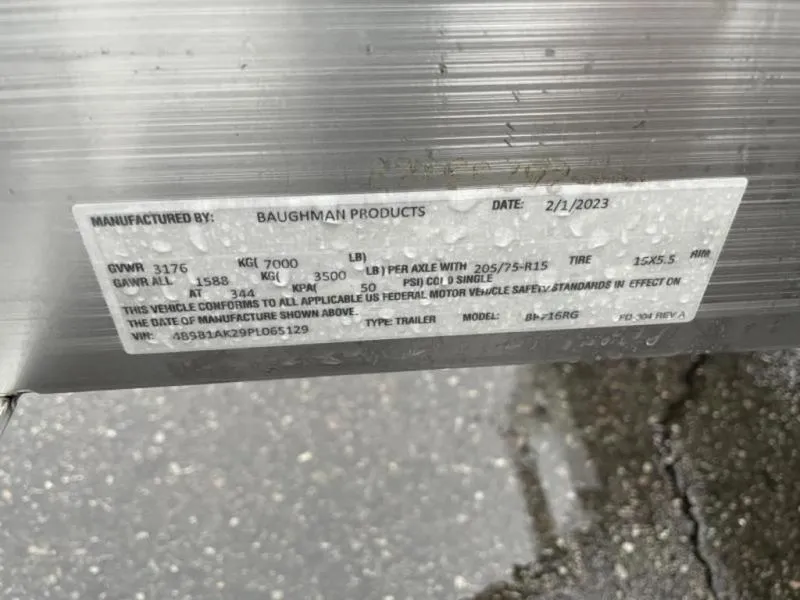 MANUFACTURED BY: BAUGHMAN PRODUCTS DATE: 2/1/2023
GVWR 3176 KG( 7000 LB)
GAWR ALL 1588 KG( 3500 LB) PER AXLE WITH 205/75-R15 TIRE 15X5.5 RIM
AT 344 KPA( 50 PSI) COLD SINGLE
THIS VEHICLE CONFORMS TO ALL APPLICABLE US FEDERAL MOTOR VEHICLE SAFETY STANDARDS IN EFFECT ON
THE DATE OF MANUFACTURE SHOWN ABOVE.
VIN: 4B9B1AK29PL065129 TYPE: TRAILER MODEL: FD-304 REV A